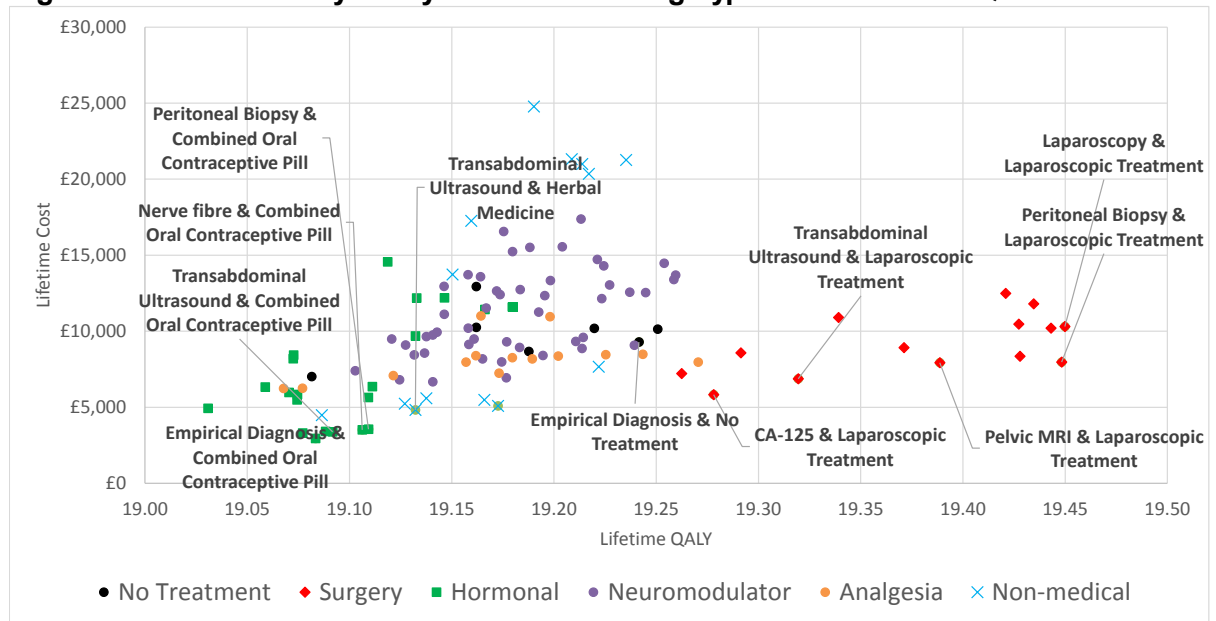 £30,000
£25,000
£20,000
£15,000
£10,000
£5,000
£0
Lifetime Cost
Peritoneal Biopsy &
Combined Oral
Contraceptive Pill
Nerve fibre & Combined
Oral Contraceptive Pill
Transabdominal
Ultrasound & Combined
Oral Contraceptive Pill
Empirical Diagnosis &
Combined Oral
Contraceptive Pill
Transabdominal
Ultrasound & Herbal
Medicine
Empirical Diagnosis & No
Treatment
Transabdominal
Ultrasound & Laparoscopic
Treatment
CA-125 & Laparoscopic
Treatment
Laparoscopy &
Laparoscopic Treatment
Peritoneal Biopsy &
Laparoscopic Treatment
Pelvic MRI & Laparoscopic
Treatment
19.00 19.05 19.10 19.15 19.20 19.25 19.30 19.35 19.40 19.45 19.50
Lifetime QALY
No Treatment Surgery Hormonal Neuromodulator Analgesia Non-medical